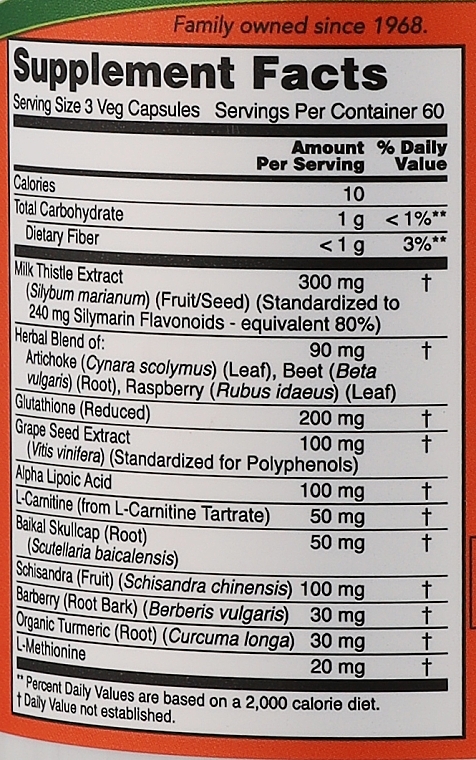 Family owned since 1968.
Supplement Facts
Serving Size 3 Veg Capsules Servings Per Container 60
Amount Per Serving % Daily Value
Calories 10
Total Carbohydrate 1 g < 1%**
Dietary Fiber < 1 g 3%**
Milk Thistle Extract 300 mg †
(Silybum marianum) (Fruit/Seed) (Standardized to
240 mg Silymarin Flavonoids - equivalent 80%)
Herbal Blend of: 90 mg †
Artichoke (Cynara scolymus) (Leaf), Beet (Beta
vulgaris) (Root), Raspberry (Rubus idaeus) (Leaf)
Glutathione (Reduced) 200 mg †
Grape Seed Extract 100 mg †
(Vitis vinifera) (Standardized for Polyphenols)
Alpha Lipoic Acid 100 mg †
L-Carnitine (from L-Carnitine Tartrate) 50 mg †
Baikal Skullcap (Root) 50 mg †
(Scutellaria baicalensis)
Schisandra (Fruit) (Schisandra chinensis) 100 mg †
Barberry (Root Bark) (Berberis vulgaris) 30 mg †
Organic Turmeric (Root) (Curcuma longa) 30 mg †
L-Methionine 20 mg †
** Percent Daily Values are based on a 2,000 calorie diet.
† Daily Value not established.